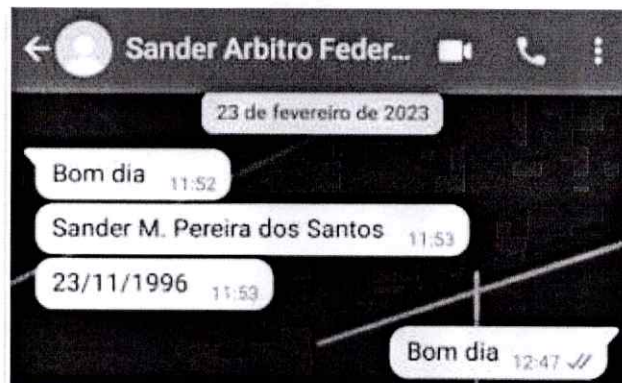 Sander Arbitro Feder...
23 de fevereiro de 2023
Bom dia 11:52
Sander M. Pereira dos Santos 11:53
23/11/1996 11:53
Bom dia 12:47